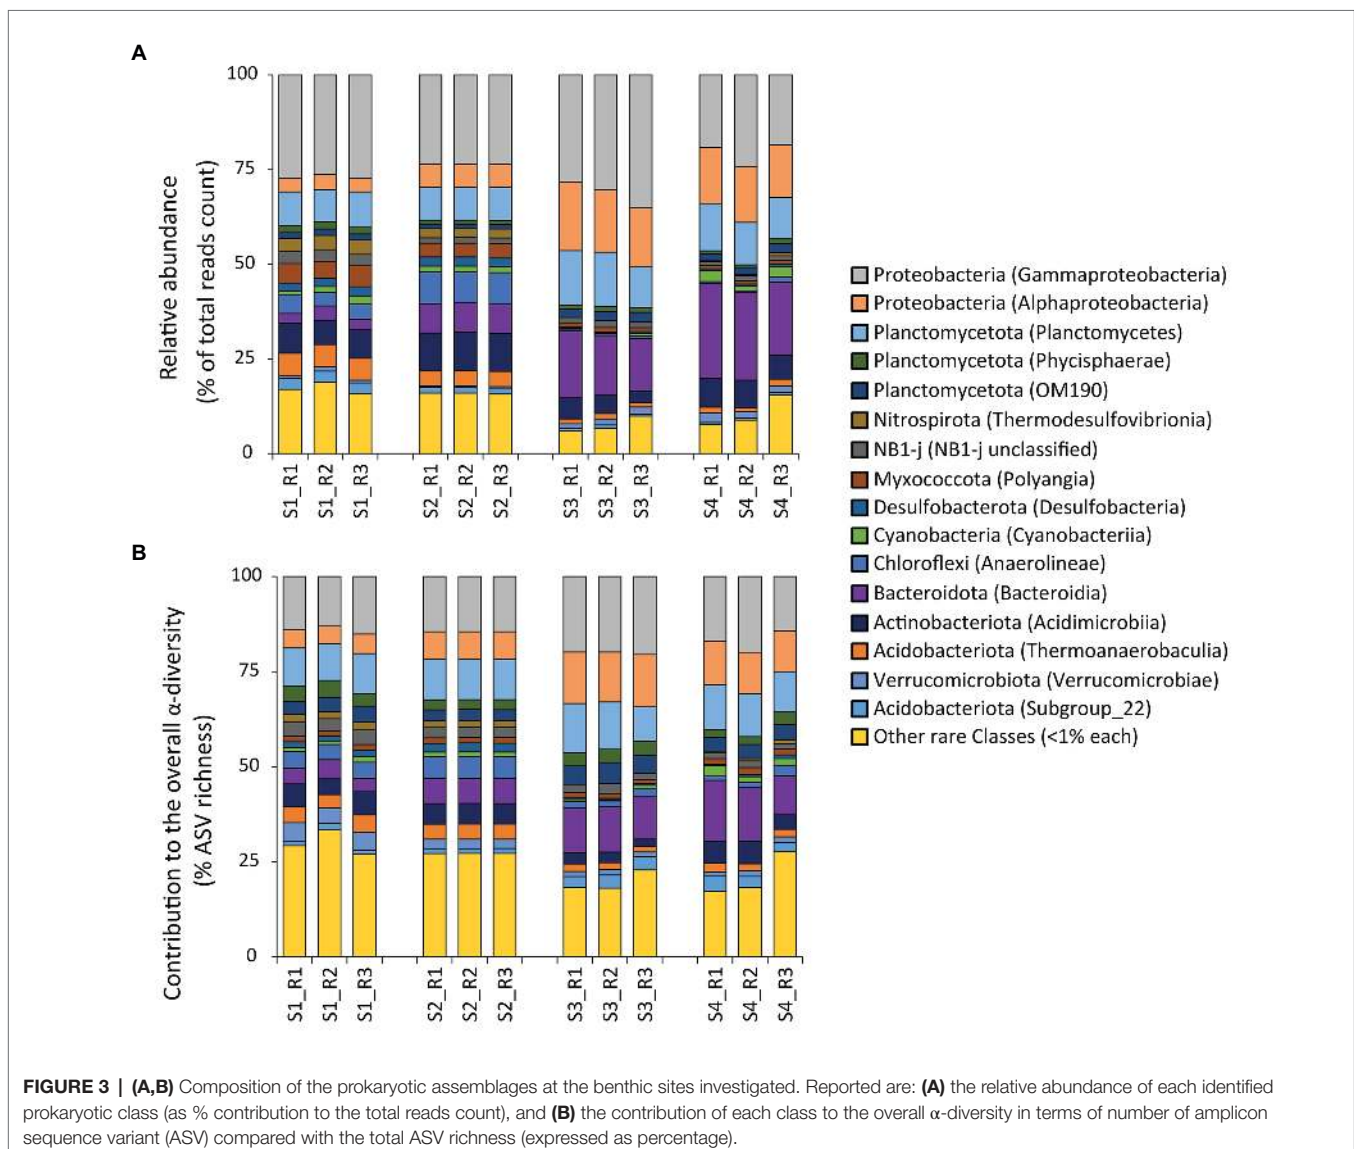 A
Relative abundance
(% of total reads count)
100
75
50
25
0
S1_R1
S1_R2
S1_R3
S2_R1
S2_R2
S2_R3
S3_R1
S3_R2
S3_R3
S4_R1
S4_R2
S4_R3
B
Contribution to the overall α-diversity
(% ASV richness)
100
75
50
25
0
S1_R1
S1_R2
S1_R3
S2_R1
S2_R2
S2_R3
S3_R1
S3_R2
S3_R3
S4_R1
S4_R2
S4_R3
Proteobacteria (Gammaproteobacteria)
Proteobacteria (Alphaproteobacteria)
Planctomycetota (Planctomycetes)
Planctomycetota (Phycisphaerae)
Planctomycetota (OM190)
Nitrospirota (Thermodesulfovibrionia)
NB1-j (NB1-j unclassified)
Myxococcota (Polyangia)
Desulfobacterota (Desulfobacteria)
Cyanobacteria (Cyanobacteriia)
Chloroflexi (Anaerolineae)
Bacteroidota (Bacteroidia)
Actinobacteriota (Acidimicrobiia)
Acidobacteriota (Thermoanaerobaculia)
Verrucomicrobiota (Verrucomicrobiae)
Acidobacteriota (Subgroup_22)
Other rare Classes (<1% each)
FIGURE 3 | (A,B) Composition of the prokaryotic assemblages at the benthic sites investigated. Reported are: (A) the relative abundance of each identified
prokaryotic class (as % contribution to the total reads count), and (B) the contribution of each class to the overall α-diversity in terms of number of amplicon
sequence variant (ASV) compared with the total ASV richness (expressed as percentage).